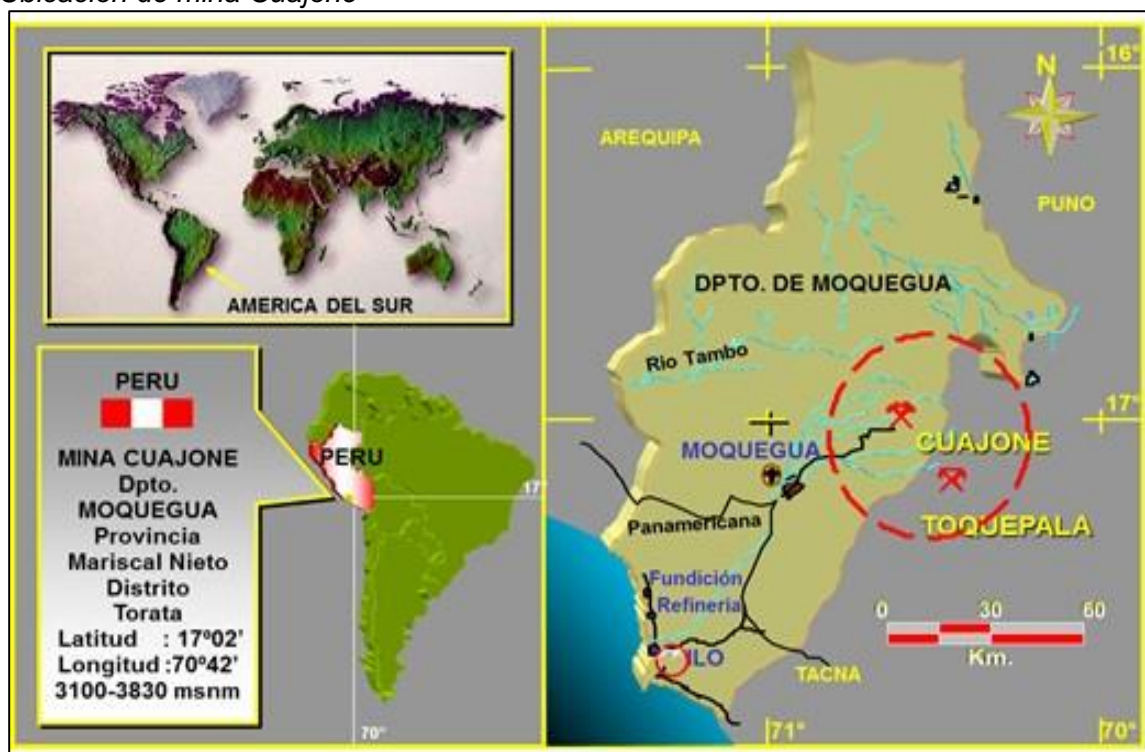 Ubicación de mina Cuajone
AMERICA DEL SUR
PERU
MINA CUAJONE
Dpto.
MOQUEGUA
Provincia
Mariscal Nieto
Distrito
Torata
Latitud : 17º02'
Longitud :70º42'
3100-3830 msnm
PERU
17°
70°
16°
N
AREQUIPA
PUNO
DPTO. DE MOQUEGUA
Rio Tambo
17°
MOQUEGUA
CUAJONE
Panamericana
TOQUEPALA
Fundición
Refineria
0 30 60
Km.
ILO
TACNA
71°
70°